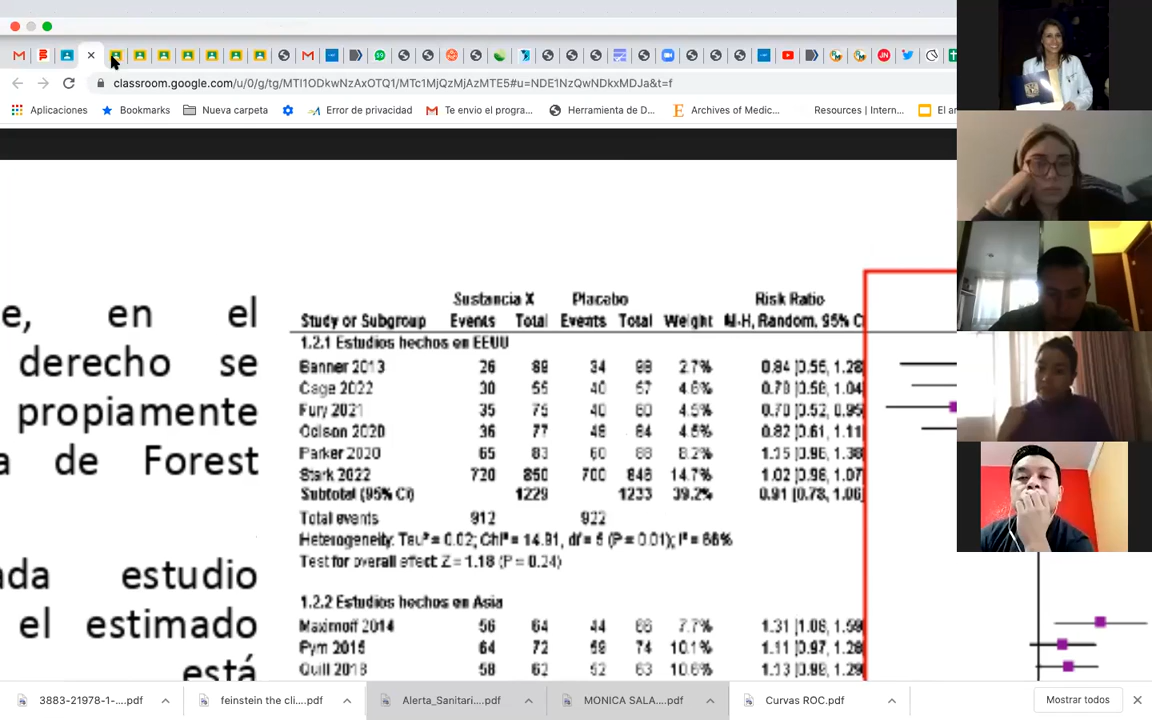 classroom.google.com/u/0/g/tg/MTI1ODkwNzAxOTQ1/MTc1MjQzMjAzMTE5#u=NDE1NzQwNDkxMDJa&t=f
Aplicaciones Bookmarks Nueva carpeta Error de privacidad Te envio el progra... Herramienta de D... Archives of Medic... Resources | Intern... El ar
e, en el
derecho se
propiamente
a de Forest
ada estudio
el estimado
está
Sustancia X Placebo Risk Ratio
Study or Subgroup Events Total Events Total Weight M-H, Random, 95% C
1.2.1 Estudios hechos en EEUU
Banner 2013 26 89 34 98 2.7% 0.84 [0.55, 1.28
Cage 2022 30 55 40 57 4.6% 0.78 [0.58, 1.04
Fury 2021 35 75 40 60 4.5% 0.70 [0.52, 0.95
Colson 2020 36 77 48 84 4.5% 0.82 [0.61, 1.11
Parker 2020 65 83 60 88 8.2% 1.15 [0.96, 1.38
Stark 2022 720 850 700 846 14.7% 1.02 [0.98, 1.07
Subtotal (95% CI) 1229 1233 39.2% 0.91 [0.78, 1.06
Total events 912 922
Heterogeneity: Tau² = 0.02; Chi² = 14.91, df = 5 (P = 0.01); I² = 66%
Test for overall effect: Z = 1.18 (P = 0.24)
1.2.2 Estudios hechos en Asia
Maximoff 2014 56 64 44 66 7.7% 1.31 [1.08, 1.59
Pym 2015 64 72 59 74 10.1% 1.11 [0.97, 1.28
Quill 2018 58 62 52 63 10.6% 1.13 [0.99, 1.29
3883-21978-1-....pdf feinstein the cli....pdf Alerta_Sanitari....pdf MONICA SALA....pdf Curvas ROC.pdf Mostrar todos